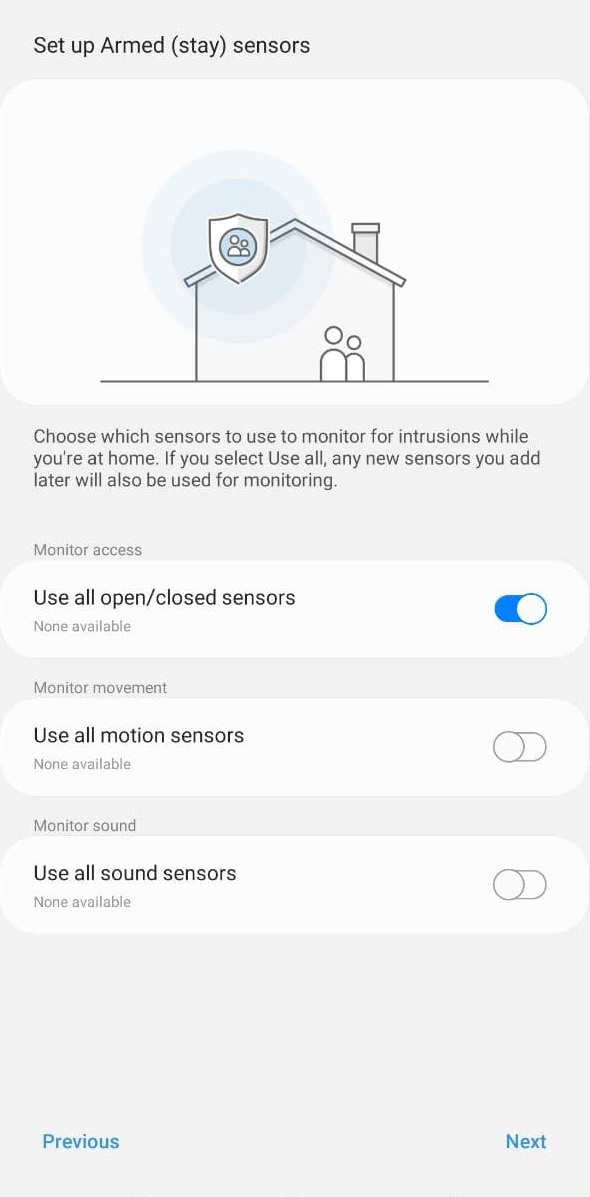 Set up Armed (stay) sensors
Choose which sensors to use to monitor for intrusions while
you're at home. If you select Use all, any new sensors you add
later will also be used for monitoring.
Monitor access
Use all open/closed sensors
None available
Monitor movement
Use all motion sensors
None available
Monitor sound
Use all sound sensors
None available
Previous
Next